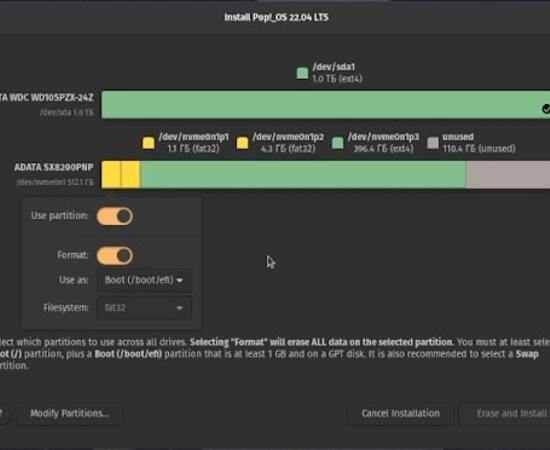 Install Pop!_OS 22.04 LTS
/dev/sda1
1.0 ТБ (ext4)
TA WDC WD10SPZX-24Z
/dev/sda 1.0 ТБ
/dev/nvme0n1p1
1.1 ГБ (fat32)
/dev/nvme0n1p2
4.3 ГБ (fat32)
/dev/nvme0n1p3
396.4 ГБ (ext4)
unused
110.4 ГБ (unused)
ADATA SX8200PNP
/dev/nvme0n1 512.1 ГБ
Use partition:
Format:
Use as: Boot (/boot/efi)
Filesystem: fat32
lect which partitions to use across all drives. Selecting "Format" will erase ALL data on the selected partition. You must at least sele
ot (/) partition, plus a Boot (/boot/efi) partition that is at least 1 GB and on a GPT disk. It is also recommended to select a Swap
rtition.
?
Modify Partitions...
Cancel Installation
Erase and Install